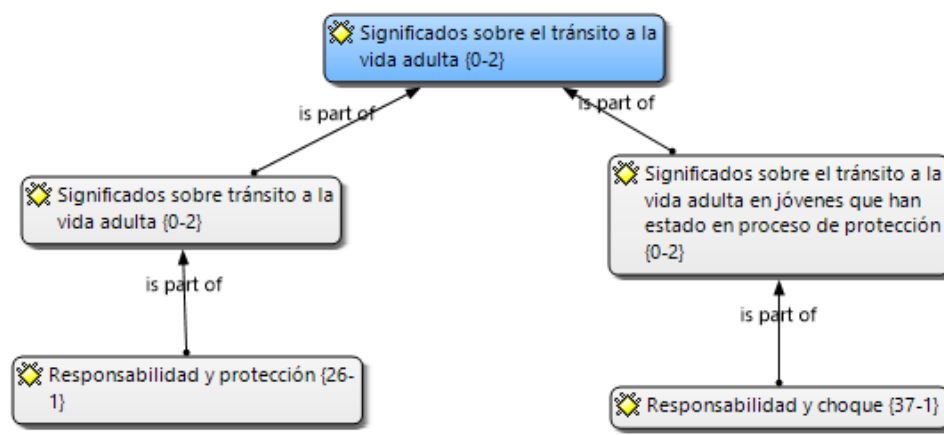 Significados sobre el tránsito a la
vida adulta {0-2}
is part of
is part of
Significados sobre tránsito a la
vida adulta {0-2}
Significados sobre el tránsito a la
vida adulta en jóvenes que han
estado en proceso de protección
{0-2}
is part of
is part of
Responsabilidad y protección {26-
1}
Responsabilidad y choque {37-1}